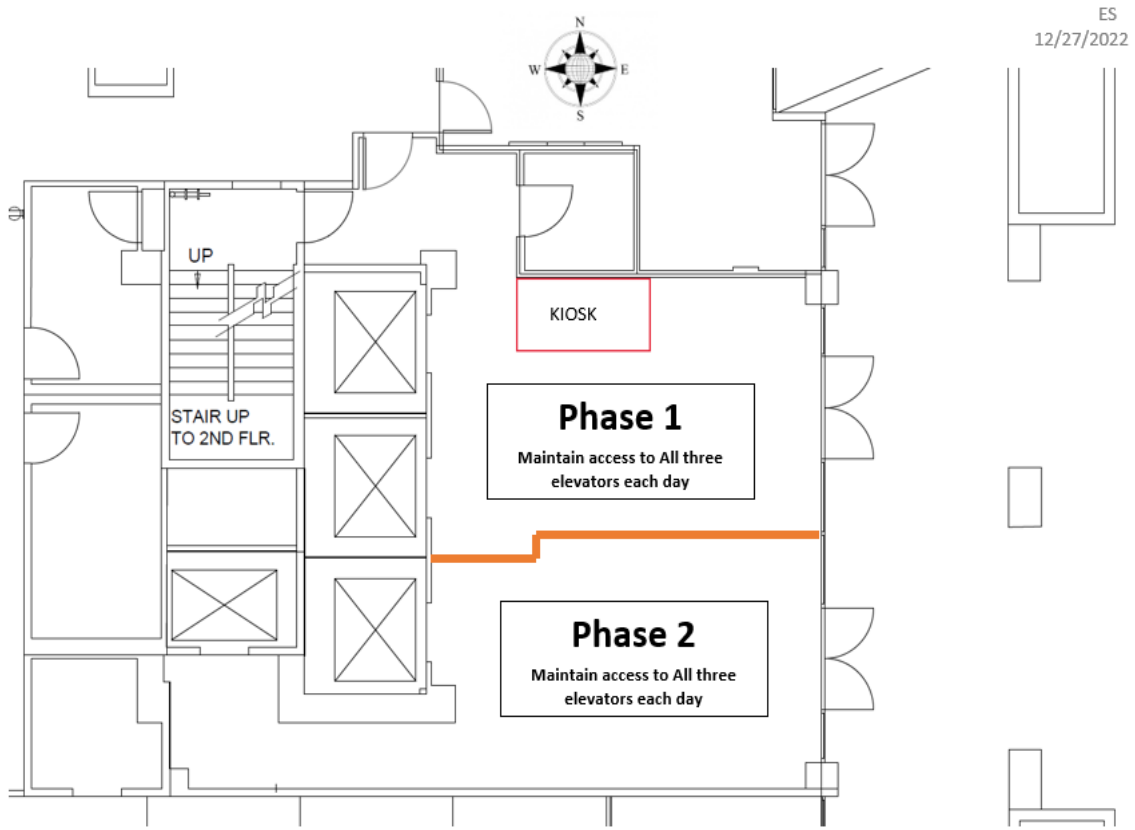 ES
12/27/2022
N
W
E
S
UP
KIOSK
STAIR UP
TO 2ND FLR.
Phase 1
Maintain access to All three
elevators each day
Phase 2
Maintain access to All three
elevators each day